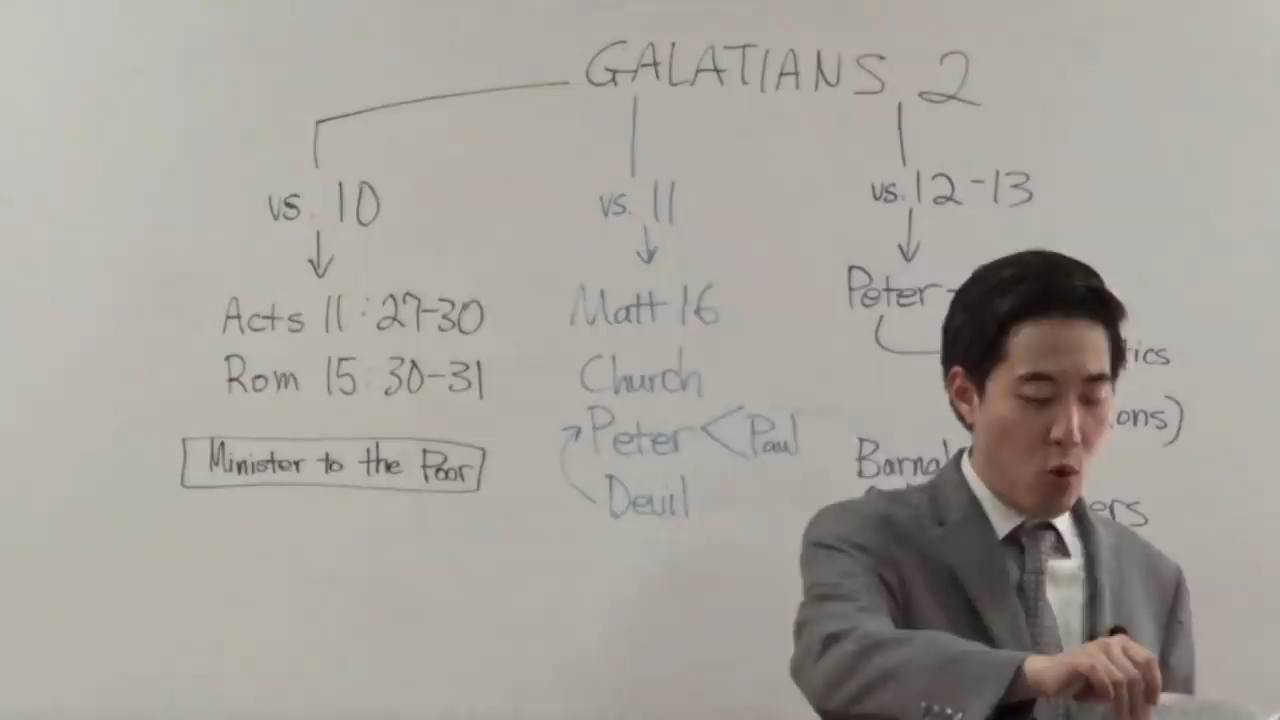 GALATIANS 2
vs. 10
Acts 11:27-30
Rom 15:30-31
Minister to the Poor
vs. 11
Matt 16
Church
Peter < Paul
Devil
vs. 12-13
Peter